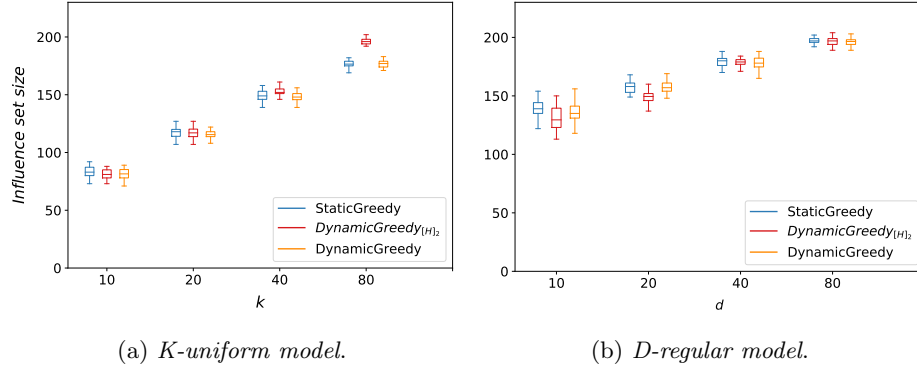 200
150
100
50
0
Influence set size
10 20 40 80
k
StaticGreedy
DynamicGreedy[H]2
DynamicGreedy
(a) K-uniform model.
200
150
100
50
0
10 20 40 80
d
StaticGreedy
DynamicGreedy[H]2
DynamicGreedy
(b) D-regular model.